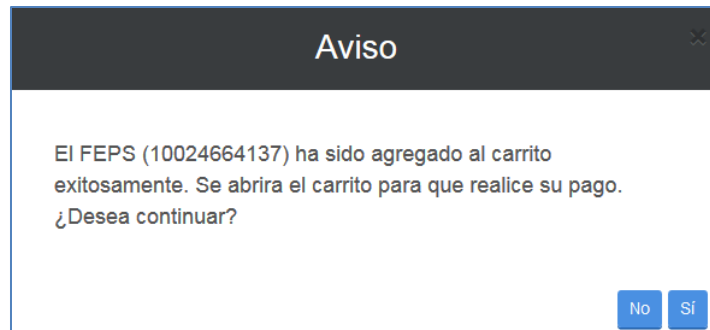 Aviso
El FEPS (10024664137) ha sido agregado al carrito
exitosamente. Se abrira el carrito para que realice su pago.
¿Desea continuar?
No Sí